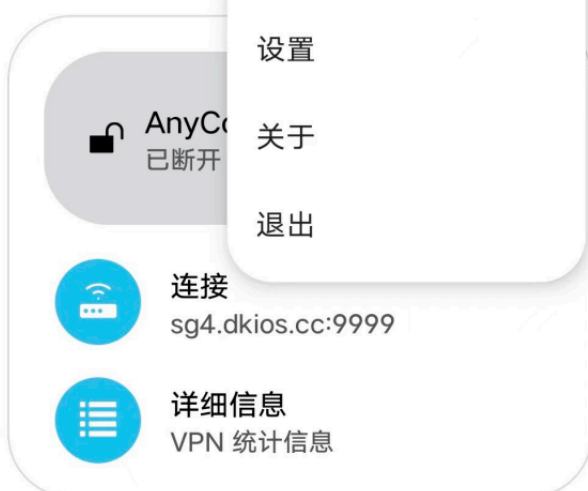 设置
关于
退出
AnyCo
已断开
连接
sg4.dkios.cc:9999
详细信息
VPN 统计信息